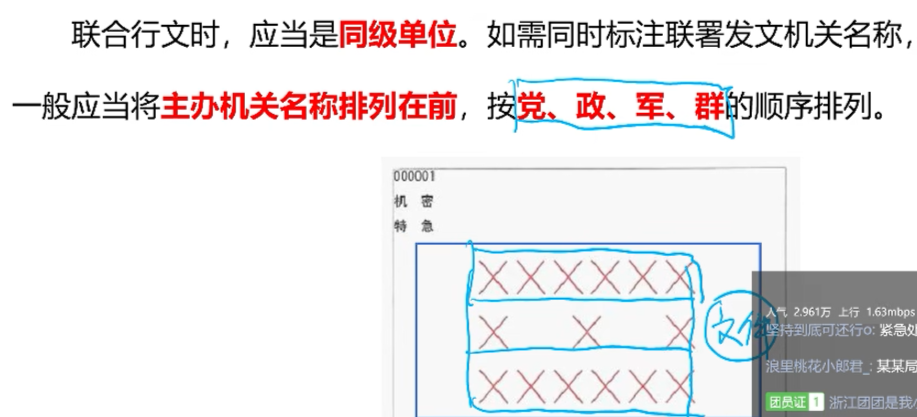 联合行文时，应当是同级单位。如需同时标注联署发文机关名称，
一般应当将主办机关名称排列在前，按党、政、军、群的顺序排列。
000001
机 密
特 急
××××××
× × ×
××××××
文件
人气 2.961万 上行 1.63mbps
坚持到底可还行o: 紧急处
浪里桃花小郎君_: 某某局
团员证 1 浙江团团是我